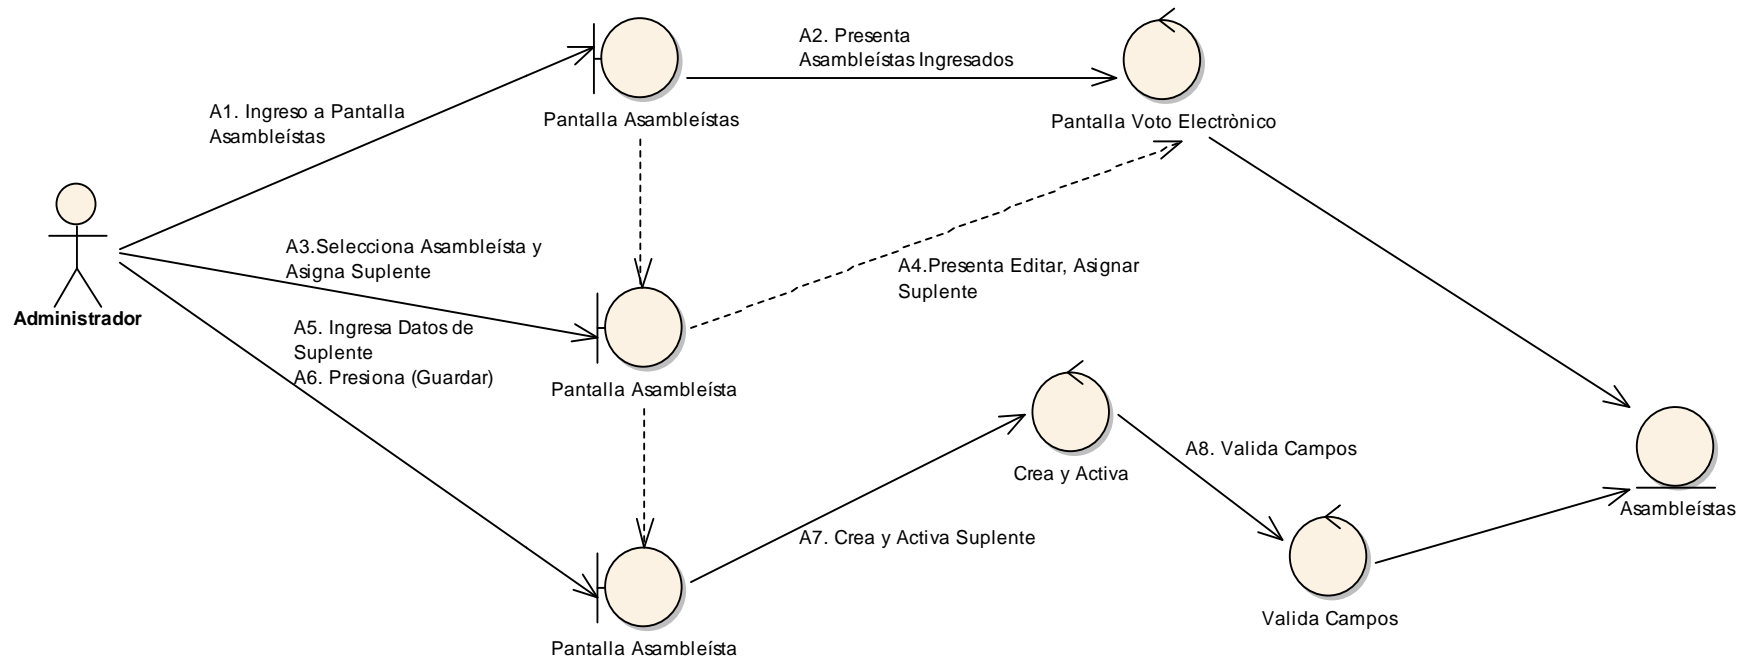 A2. Presenta
Asambleístas Ingresados
A1. Ingreso a Pantalla
Asambleístas
Pantalla Asambleístas
Pantalla Voto Electrònico
A3.Selecciona Asambleísta y
Asigna Suplente
A4.Presenta Editar, Asignar
Suplente
Administrador
A5. Ingresa Datos de
Suplente
A6. Presiona (Guardar)
Pantalla Asambleísta
Crea y Activa
A8. Valida Campos
Asambleístas
A7. Crea y Activa Suplente
Valida Campos
Pantalla Asambleísta